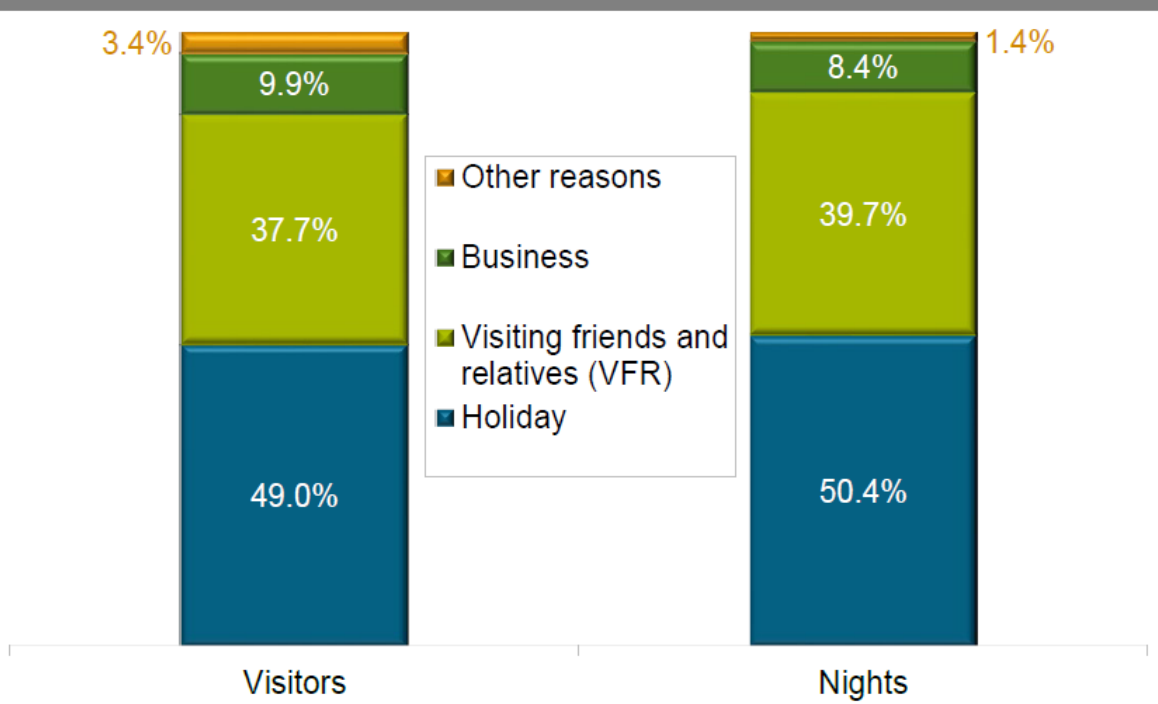 3.4%
9.9%
37.7%
49.0%
Other reasons
Business
Visiting friends and
relatives (VFR)
Holiday
1.4%
8.4%
39.7%
50.4%
Visitors
Nights